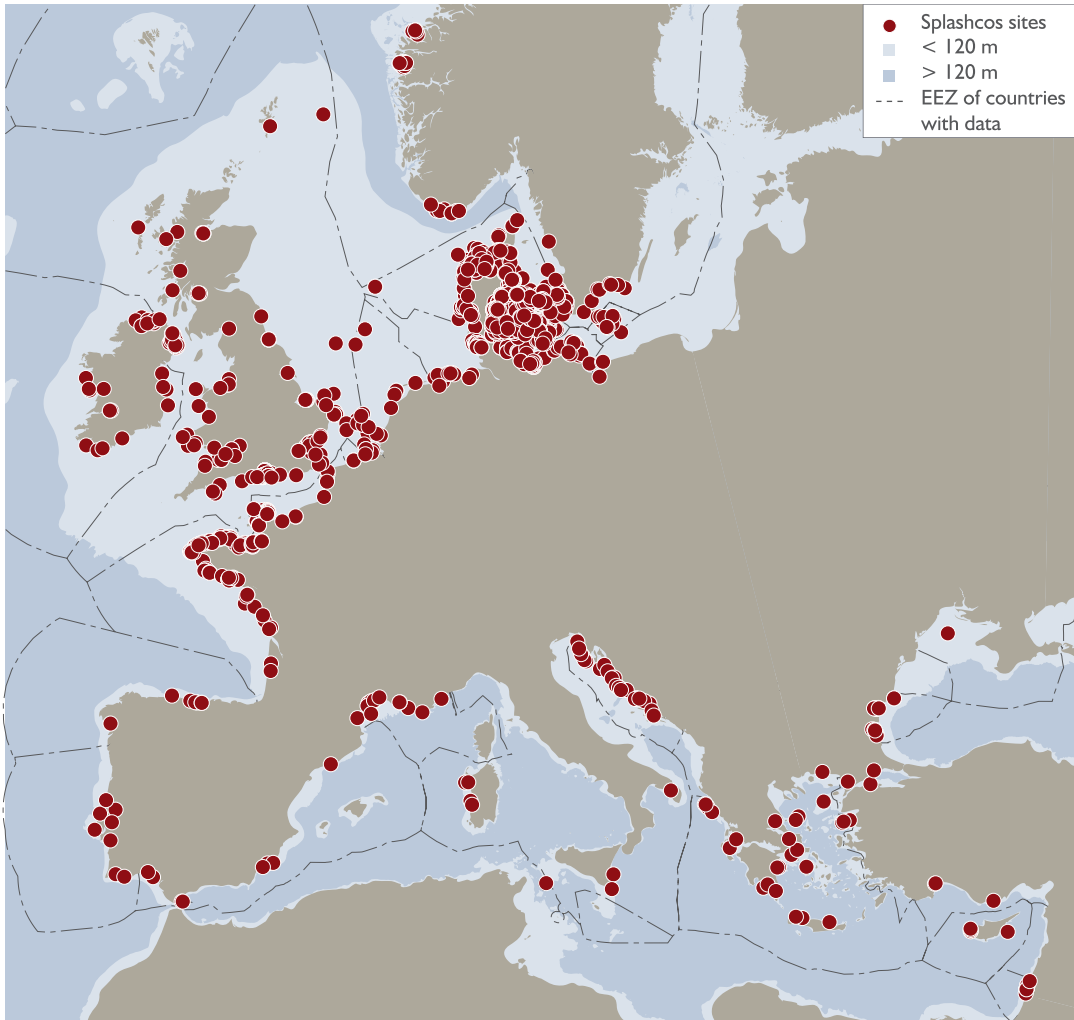 Splashcos sites
< 120 m
> 120 m
EEZ of countries
with data